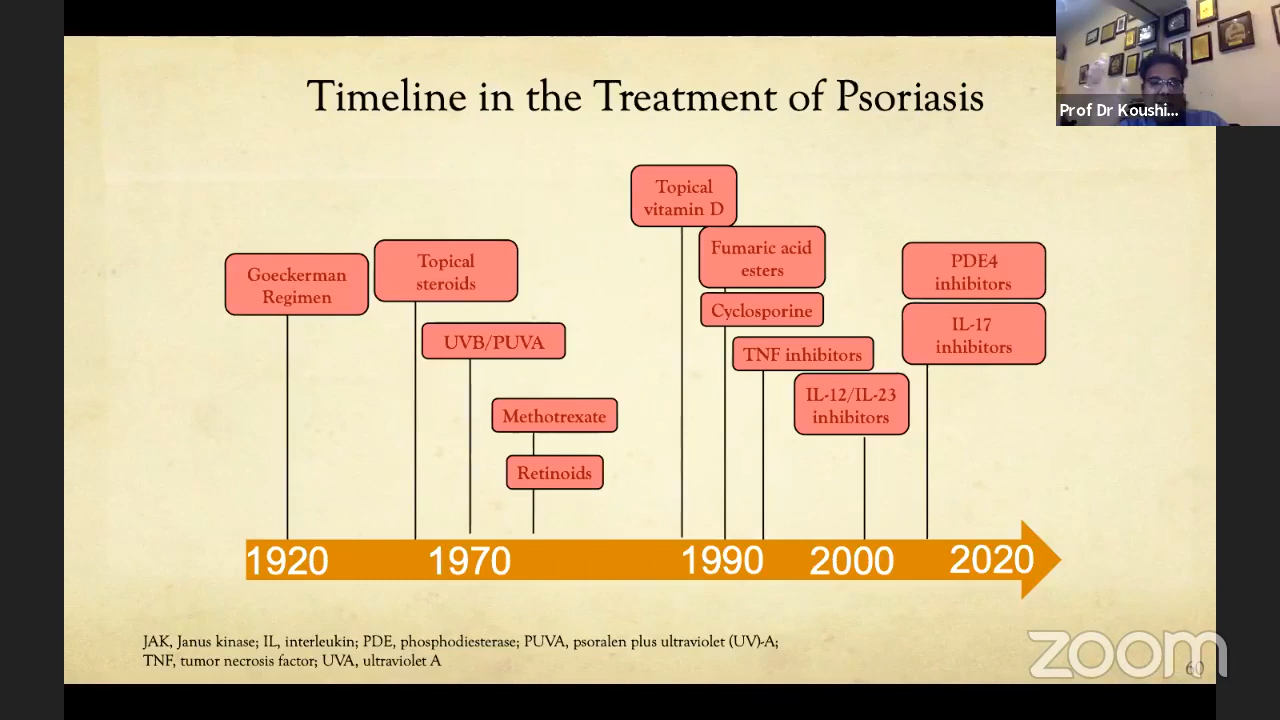 Timeline in the Treatment of Psoriasis
Prof Dr Koushi...
Topical
vitamin D
Goeckerman
Regimen
Topical
steroids
Fumaric acid
esters
PDE4
inhibitors
UVB/PUVA
Cyclosporine
IL-17
inhibitors
TNF inhibitors
Methotrexate
IL-12/IL-23
inhibitors
Retinoids
1920
1970
1990
2000
2020
JAK, Janus kinase; IL, interleukin; PDE, phosphodiesterase; PUVA, psoralen plus ultraviolet (UV)-A;
TNF, tumor necrosis factor; UVA, ultraviolet A
zoom
60